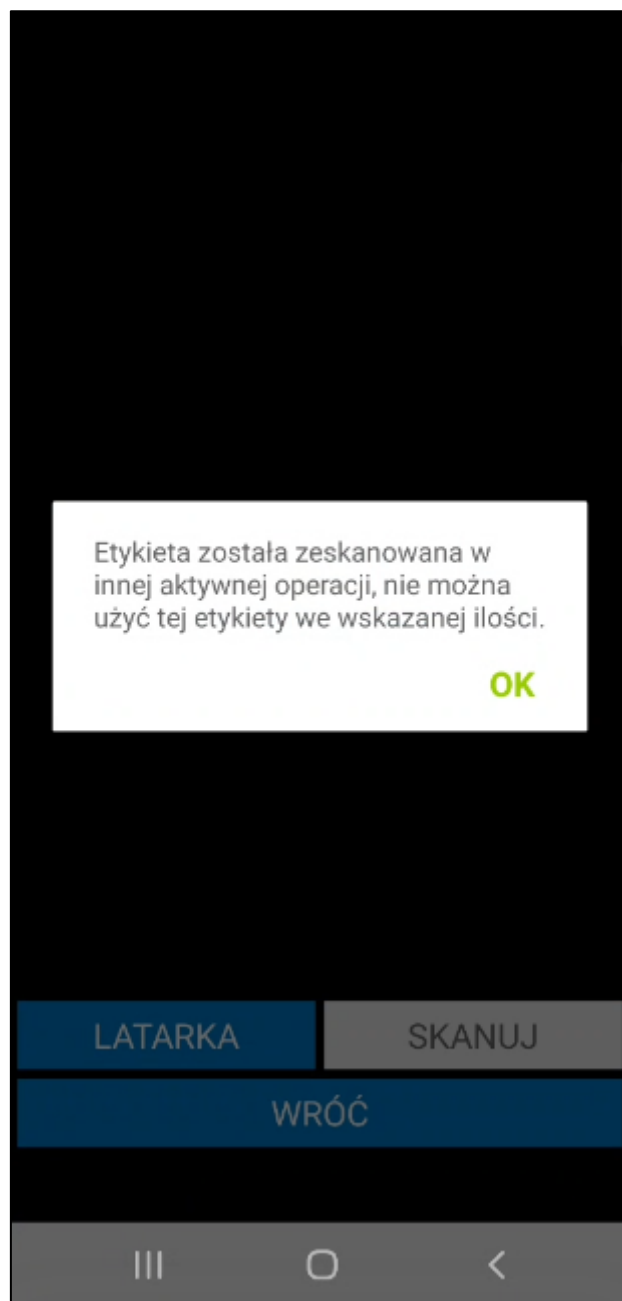 Etykieta została zeskanowana w
innej aktywnej operacji, nie można
użyć tej etykiety we wskazanej ilości.
OK
LATARKA SKANUJ
WRÓĆ